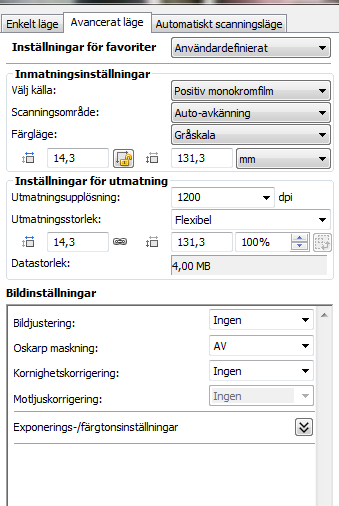 Enkelt läge Avancerat läge Automatiskt scanningsläge
Inställningar för favoriter Användardefinierat
Inmatningsinställningar
Välj källa: Positiv monokromfilm
Scanningsområde: Auto-avkänning
Färgläge: Gråskala
14,3 131,3 mm
Inställningar för utmatning
Utmatningsupplösning: 1200 dpi
Utmatningsstorlek: Flexibel
14,3 131,3 100%
Datastorlek: 4,00 MB
Bildinställningar
Bildjustering: Ingen
Oskarp maskning: AV
Kornighetskorrigering: Ingen
Motljuskorrigering: Ingen
Exponerings-/färgtonsinställningar